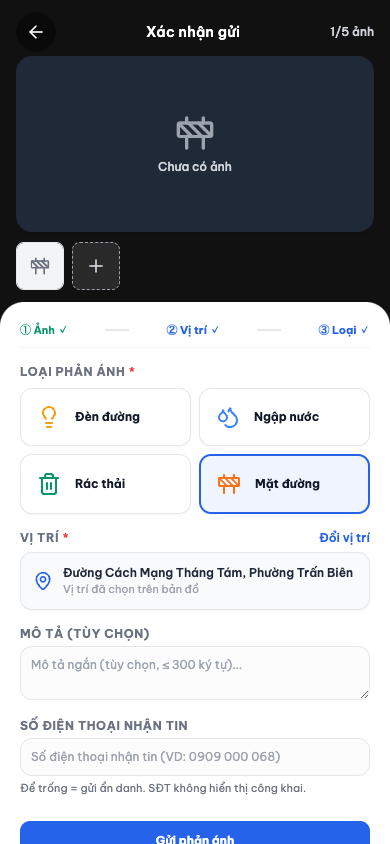 Xác nhận gửi
1/5 ảnh
Chưa có ảnh
① Ảnh ✓
② Vị trí ✓
③ Loại ✓
LOẠI PHẢN ÁNH *
Đèn đường
Ngập nước
Rác thải
Mặt đường
VỊ TRÍ *
Đổi vị trí
Đường Cách Mạng Tháng Tám, Phường Trấn Biên
Vị trí đã chọn trên bản đồ
MÔ TẢ (TÙY CHỌN)
Mô tả ngắn (tùy chọn, ≤ 300 ký tự)...
SỐ ĐIỆN THOẠI NHẬN TIN
Số điện thoại nhận tin (VD: 0909 000 068)
Để trống = gửi ẩn danh. SĐT không hiển thị công khai.
Gửi phản ánh